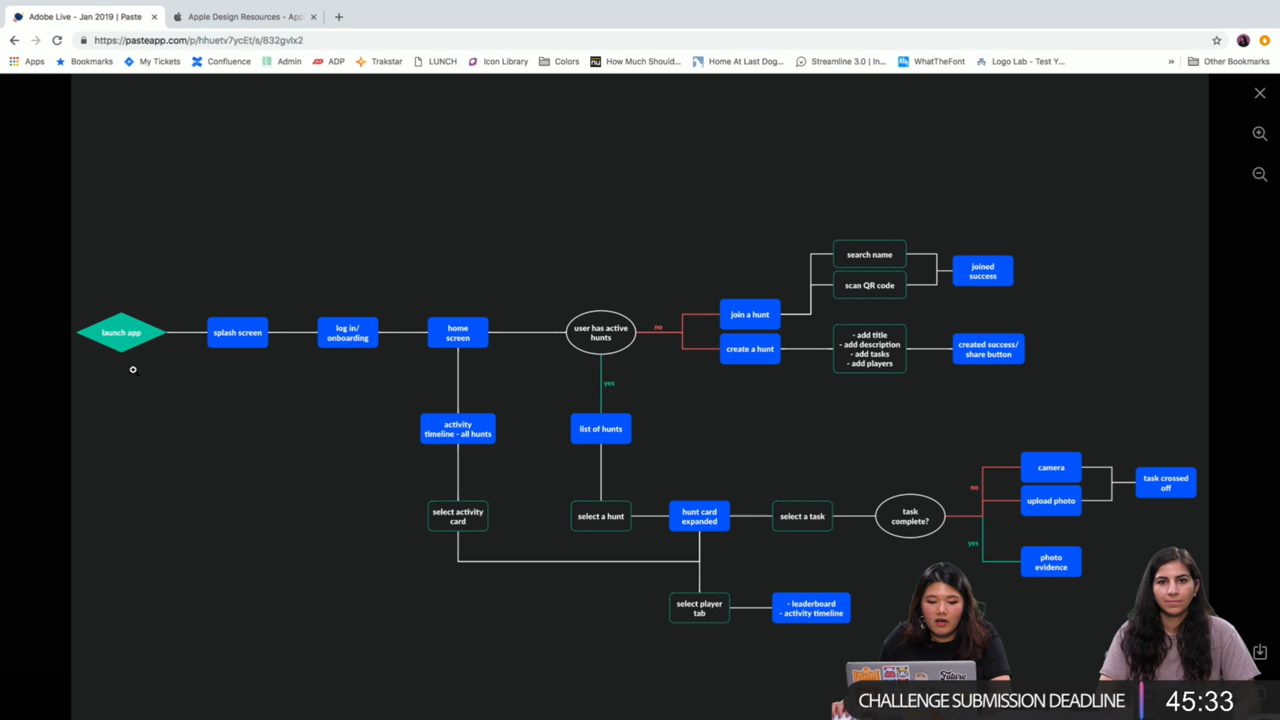 Adobe Live - Jan 2019 | Paste
Apple Design Resources - App
https://pasteapp.com/p/hhuetv7ycEt/s/832gvlx2
Apps
Bookmarks
My Tickets
Confluence
Admin
ADP
Trakstar
LUNCH
Icon Library
Colors
nu
How Much Should...
Home At Last Dog...
Streamline 3.0 | In...
WhatTheFont
Logo Lab - Test Y...
»
Other Bookmarks
launch app
splash screen
log in/
onboarding
home
screen
user has active
hunts
no
join a hunt
create a hunt
search name
scan QR code
joined
success
- add title
- add description
- add tasks
- add players
created success/
share button
yes
activity
timeline - all hunts
list of hunts
select activity
card
select a hunt
hunt card
expanded
select a task
task
complete?
no
camera
upload photo
task crossed
off
yes
photo
evidence
select player
tab
- leaderboard
- activity timeline
Future
CHALLENGE SUBMISSION DEADLINE
45:33